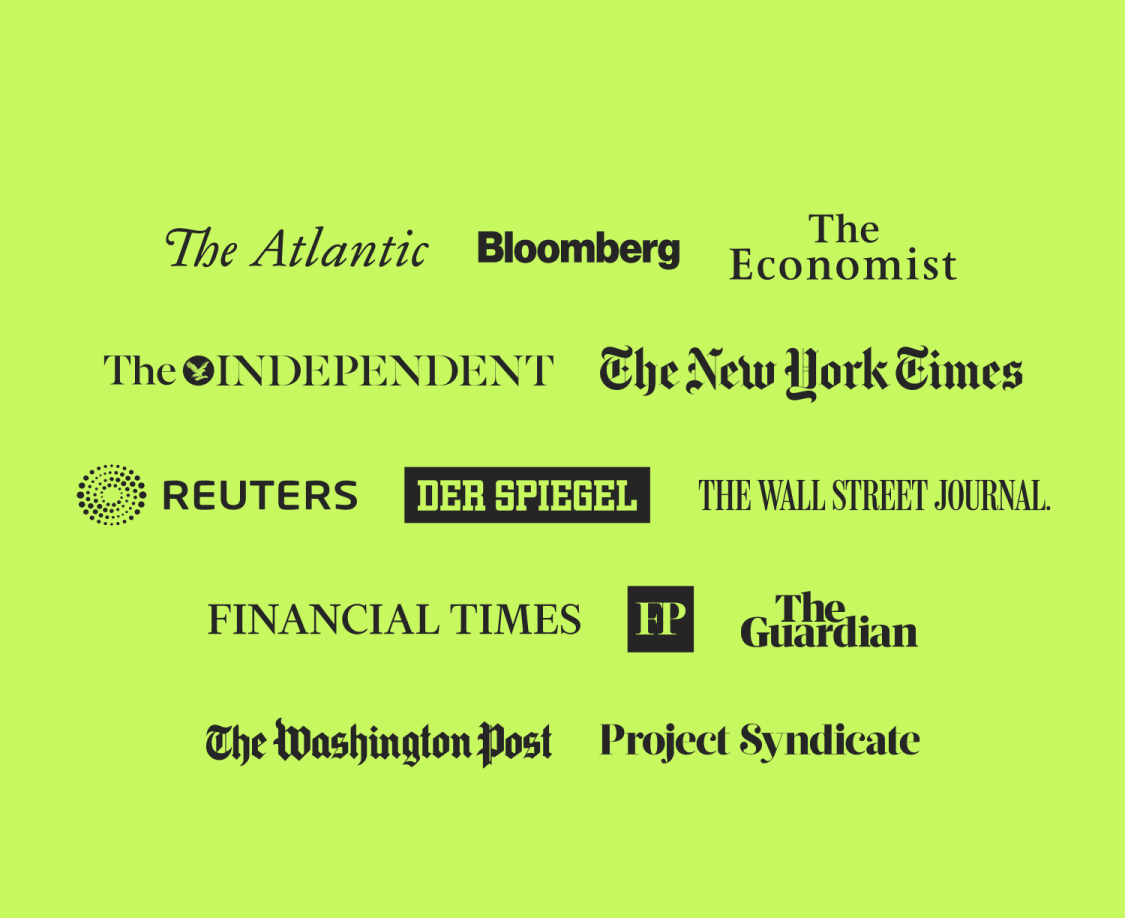 The Atlantic
Bloomberg
The
Economist
The INDEPENDENT
The New York Times
REUTERS
DER SPIEGEL
THE WALL STREET JOURNAL.
FINANCIAL TIMES
FP
The
Guardian
The Washington Post
Project Syndicate